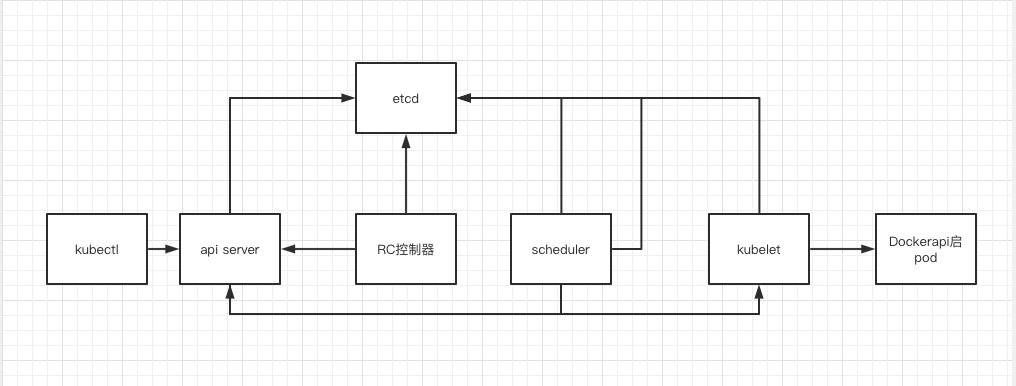 etcd
kubectl
api server
RC控制器
scheduler
kubelet
Dockerapi启
pod